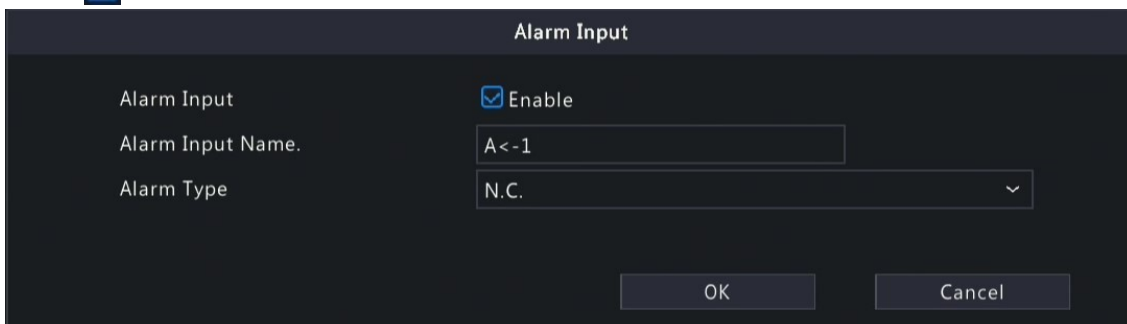 Alarm Input
Alarm Input Enable
Alarm Input Name. A<-1
Alarm Type N.C.
OK Cancel